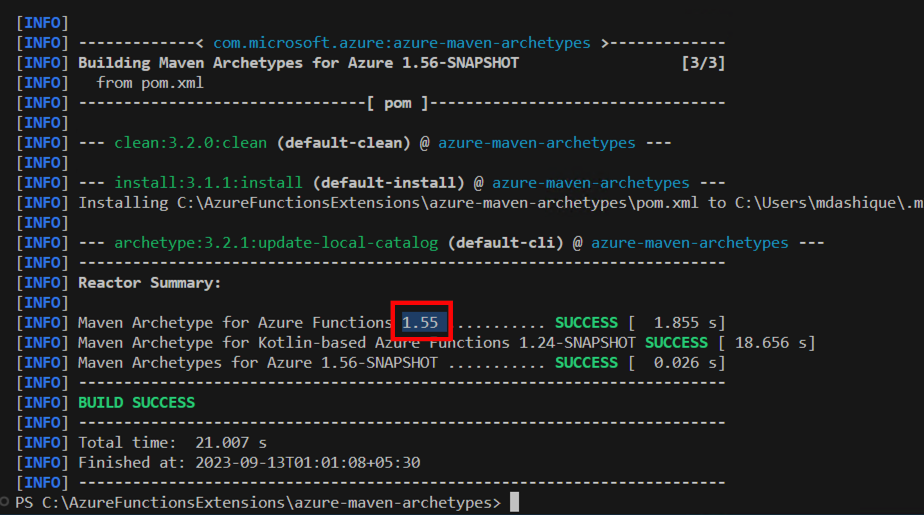 [INFO]
[INFO] -------------< com.microsoft.azure:azure-maven-archetypes >-------------
[INFO] Building Maven Archetypes for Azure 1.56-SNAPSHOT                  [3/3]
[INFO]   from pom.xml
[INFO] --------------------------------[ pom ]---------------------------------
[INFO]
[INFO] --- clean:3.2.0:clean (default-clean) @ azure-maven-archetypes ---
[INFO]
[INFO] --- install:3.1.1:install (default-install) @ azure-maven-archetypes ---
[INFO] Installing C:\AzureFunctionsExtensions\azure-maven-archetypes\pom.xml to C:\Users\mdashique\.m
[INFO]
[INFO] --- archetype:3.2.1:update-local-catalog (default-cli) @ azure-maven-archetypes ---
[INFO] ------------------------------------------------------------------------
[INFO] Reactor Summary:
[INFO]
[INFO] Maven Archetype for Azure Functions 1.55 ........... SUCCESS [  1.855 s]
[INFO] Maven Archetype for Kotlin-based Azure Functions 1.24-SNAPSHOT SUCCESS [ 18.656 s]
[INFO] Maven Archetypes for Azure 1.56-SNAPSHOT ........... SUCCESS [  0.026 s]
[INFO] ------------------------------------------------------------------------
[INFO] BUILD SUCCESS
[INFO] ------------------------------------------------------------------------
[INFO] Total time:  21.007 s
[INFO] Finished at: 2023-09-13T01:01:08+05:30
[INFO] ------------------------------------------------------------------------
PS C:\AzureFunctionsExtensions\azure-maven-archetypes>